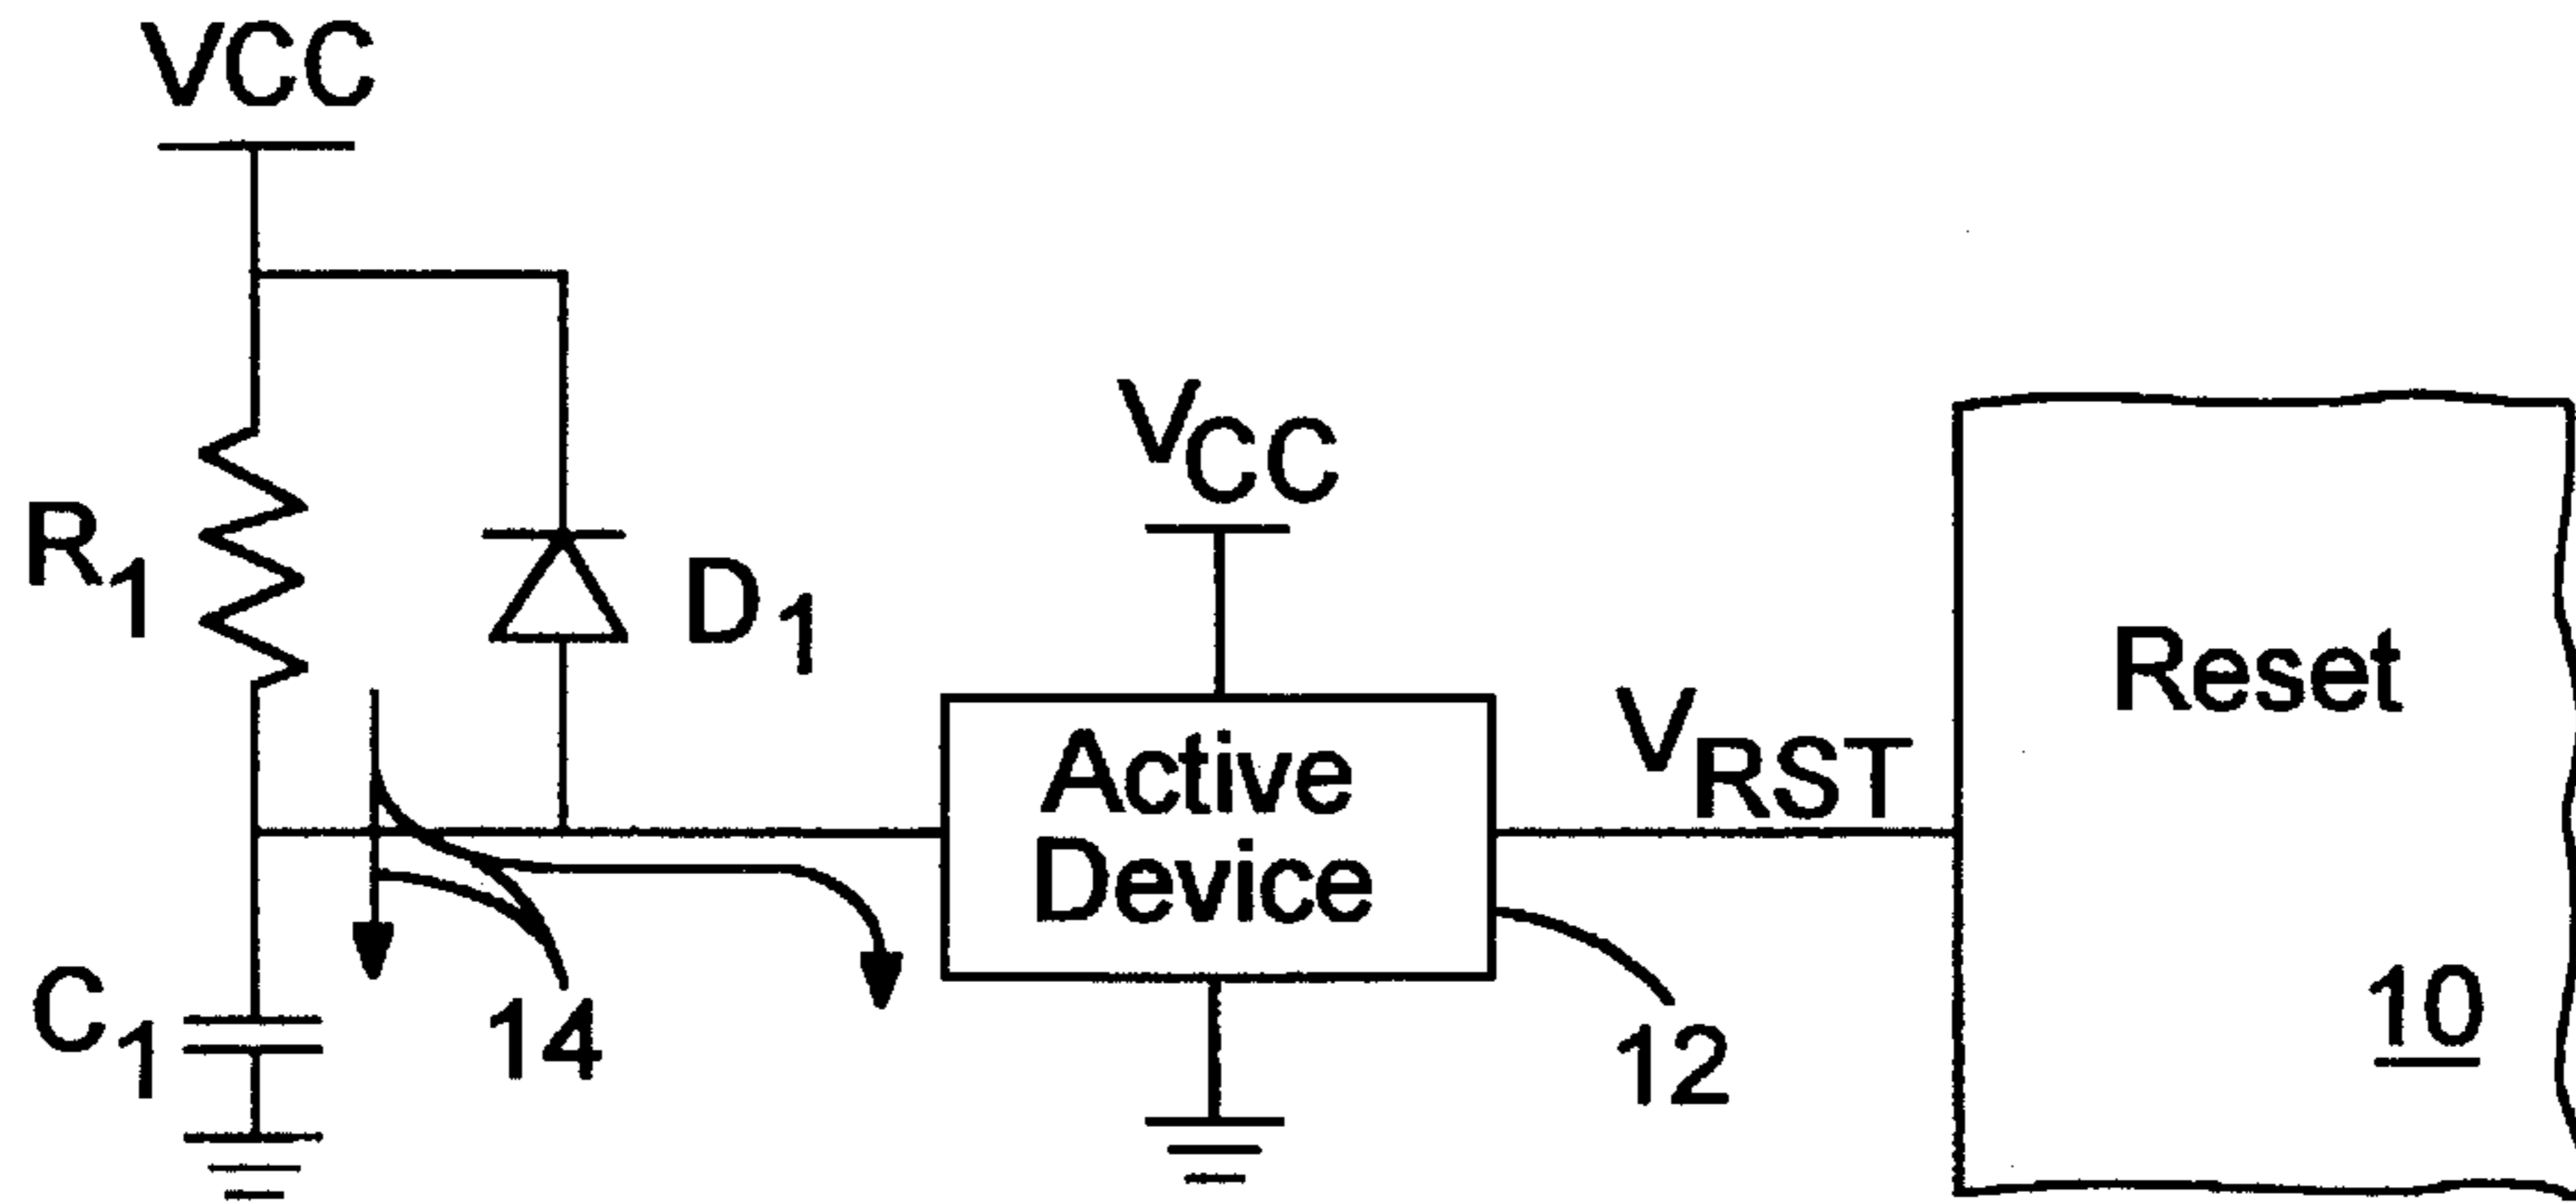 VCC
R1
D1
VCC
Active
Device
VRST
Reset
C1
14
12
10